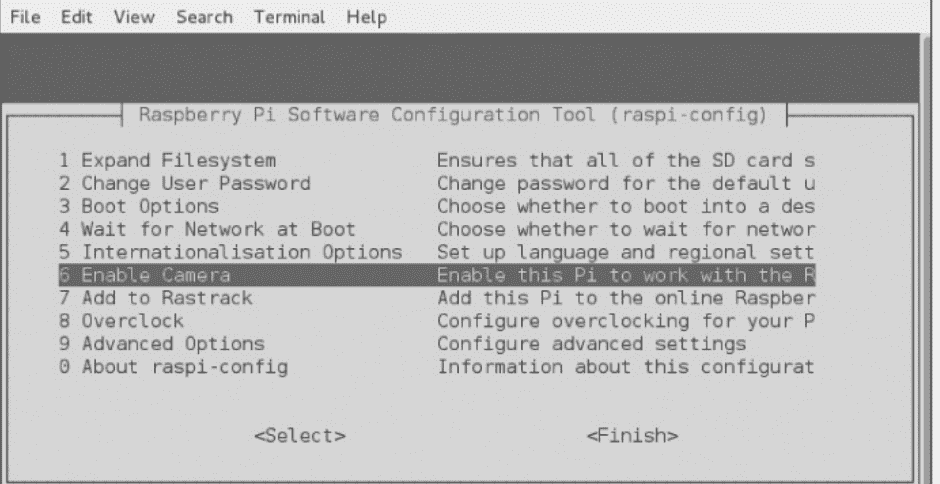 File Edit View Search Terminal Help
Raspberry Pi Software Configuration Tool (raspi-config)
1 Expand Filesystem Ensures that all of the SD card s
2 Change User Password Change password for the default u
3 Boot Options Choose whether to boot into a des
4 Wait for Network at Boot Choose whether to wait for networ
5 Internationalisation Options Set up language and regional sett
6 Enable Camera Enable this Pi to work with the R
7 Add to Rastrack Add this Pi to the online Raspber
8 Overclock Configure overclocking for your P
9 Advanced Options Configure advanced settings
0 About raspi-config Information about this configurat
<Select> <Finish>